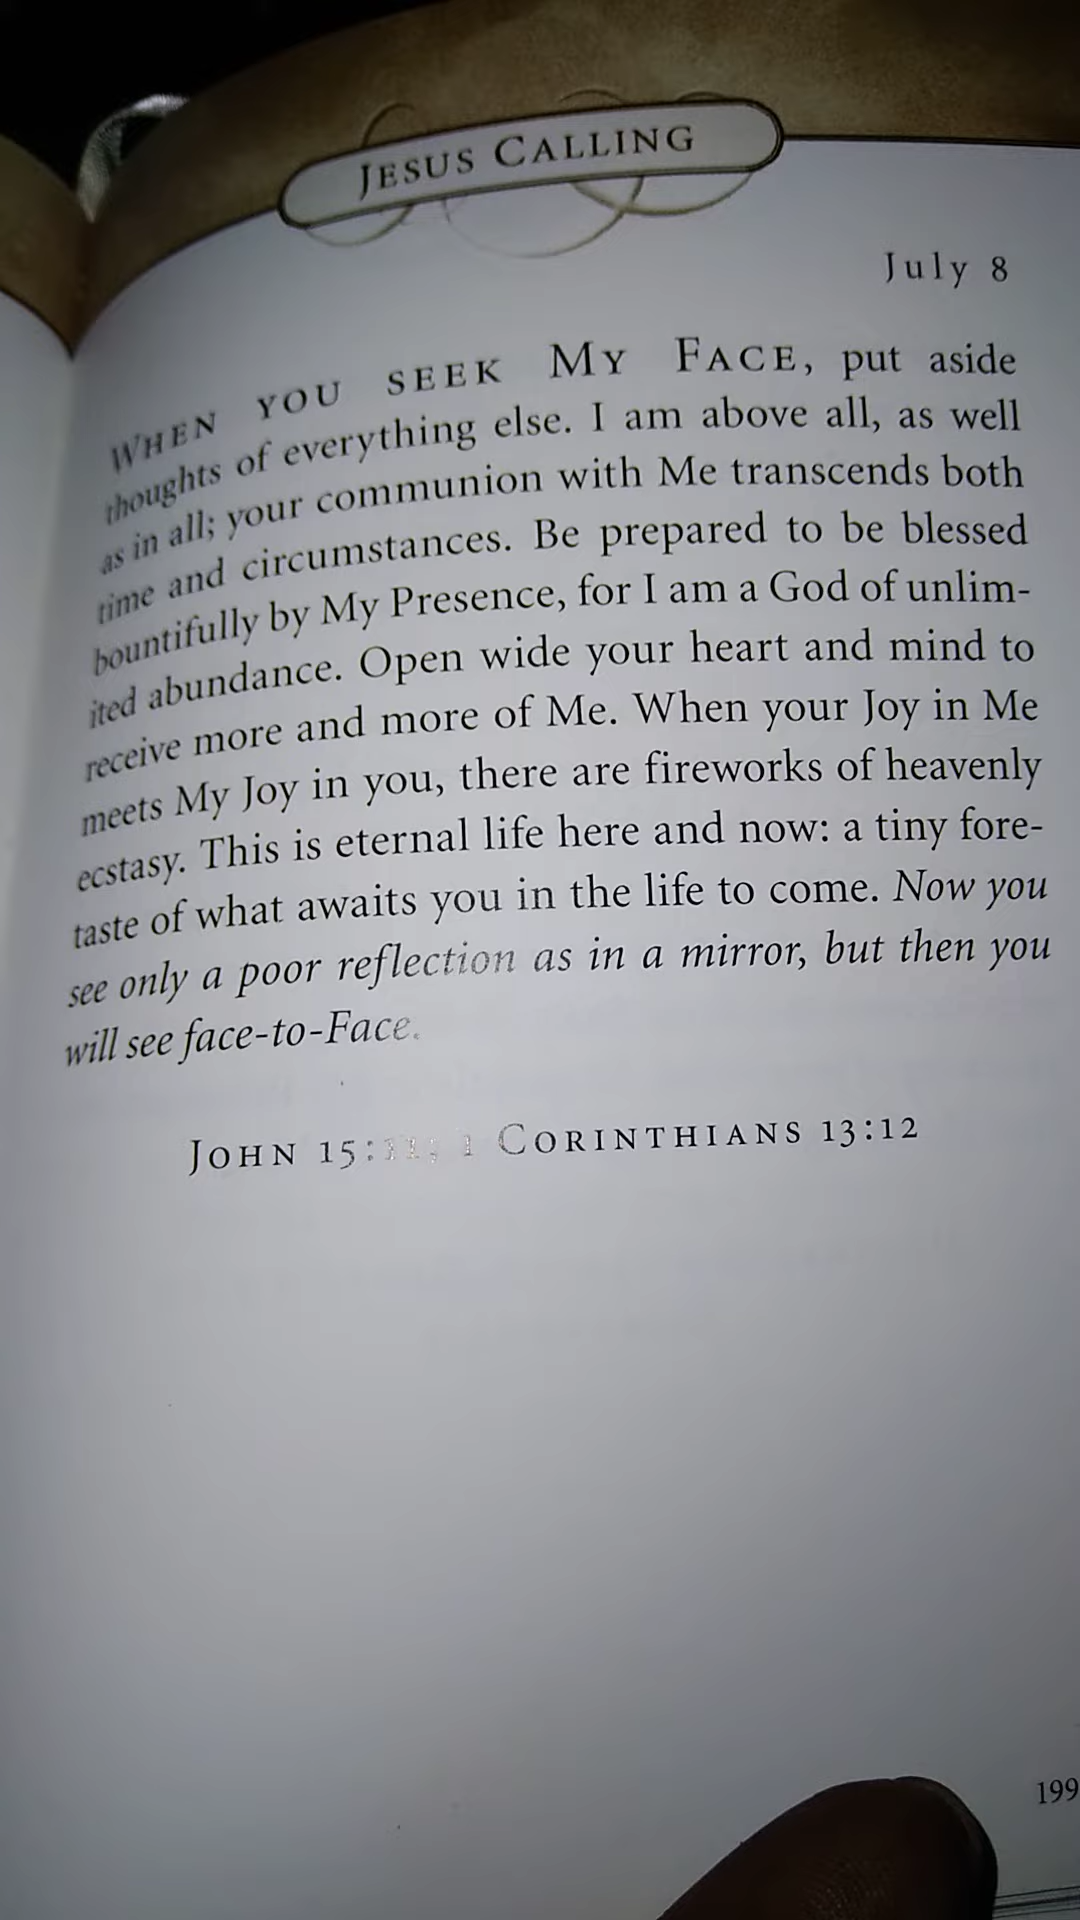 JESUS CALLING
July 8
WHEN YOU SEEK MY FACE, put aside
thoughts of everything else. I am above all, as well
as in all; your communion with Me transcends both
time and circumstances. Be prepared to be blessed
bountifully by My Presence, for I am a God of unlim-
ited abundance. Open wide your heart and mind to
receive more and more of Me. When your Joy in Me
meets My Joy in you, there are fireworks of heavenly
ecstasy. This is eternal life here and now: a tiny fore-
taste of what awaits you in the life to come. Now you
see only a poor reflection as in a mirror, but then you
will see face-to-Face.
JOHN 15:11; 1 CORINTHIANS 13:12
199